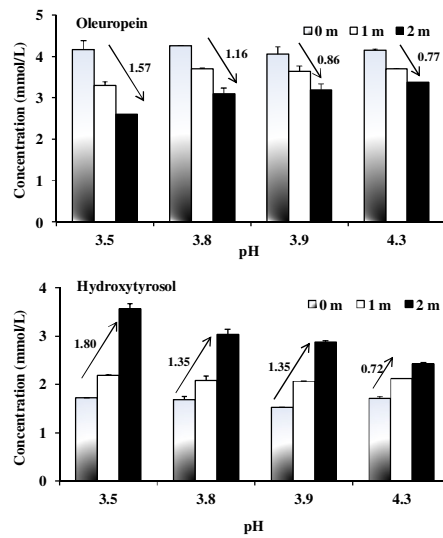 Oleuropein
0 m 1 m 2 m
5
4
3
2
1
0
Concentration (mmol/L)
1.57
1.16
0.86
0.77
3.5 3.8 3.9 4.3
pH
Hydroxytyrosol
0 m 1 m 2 m
4
3
2
1
0
Concentration (mmol/L)
1.80
1.35
1.35
0.72
3.5 3.8 3.9 4.3
pH